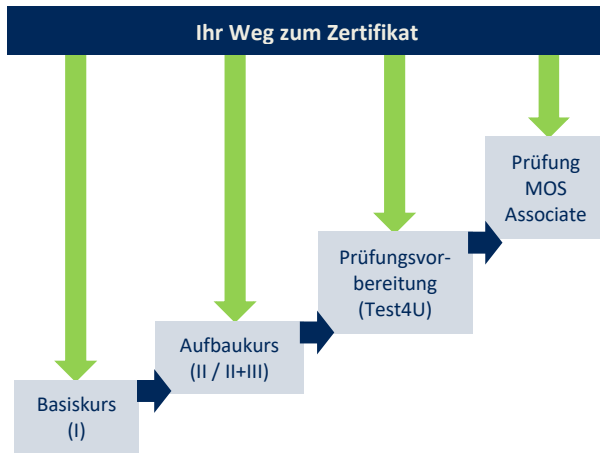 Ihr Weg zum Zertifikat
Prüfung
MOS
Associate
Prüfungsvor-
bereitung
(Test4U)
Aufbaukurs
(II / II+III)
Basiskurs
(I)